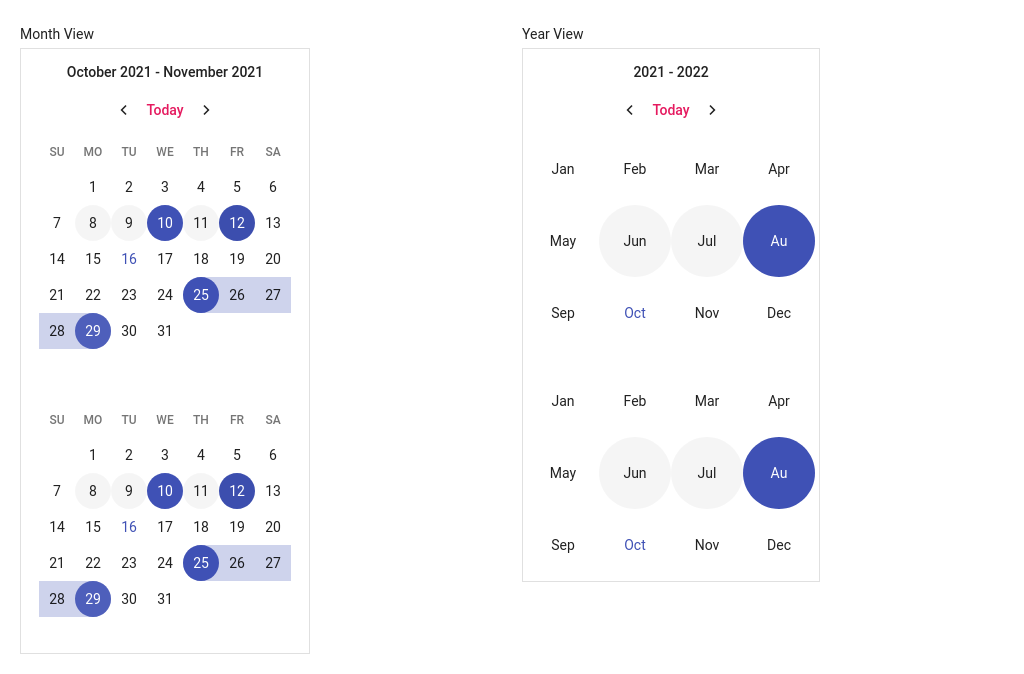 Month View
October 2021 - November 2021
Today
SU MO TU WE TH FR SA
1 2 3 4 5 6
7 8 9 10 11 12 13
14 15 16 17 18 19 20
21 22 23 24 25 26 27
28 29 30 31
SU MO TU WE TH FR SA
1 2 3 4 5 6
7 8 9 10 11 12 13
14 15 16 17 18 19 20
21 22 23 24 25 26 27
28 29 30 31
Year View
2021 - 2022
Today
Jan Feb Mar Apr
May Jun Jul Au
Sep Oct Nov Dec
Jan Feb Mar Apr
May Jun Jul Au
Sep Oct Nov Dec